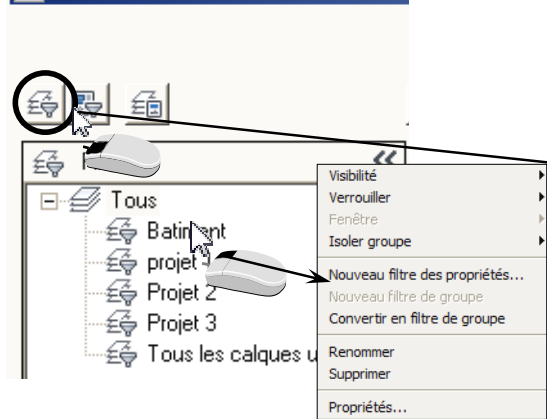 Tous
Batiment
projet 1
Projet 2
Projet 3
Tous les calques u
Visibilité
Verrouiller
Fenêtre
Isoler groupe
Nouveau filtre des propriétés...
Nouveau filtre de groupe
Convertir en filtre de groupe
Renommer
Supprimer
Propriétés...